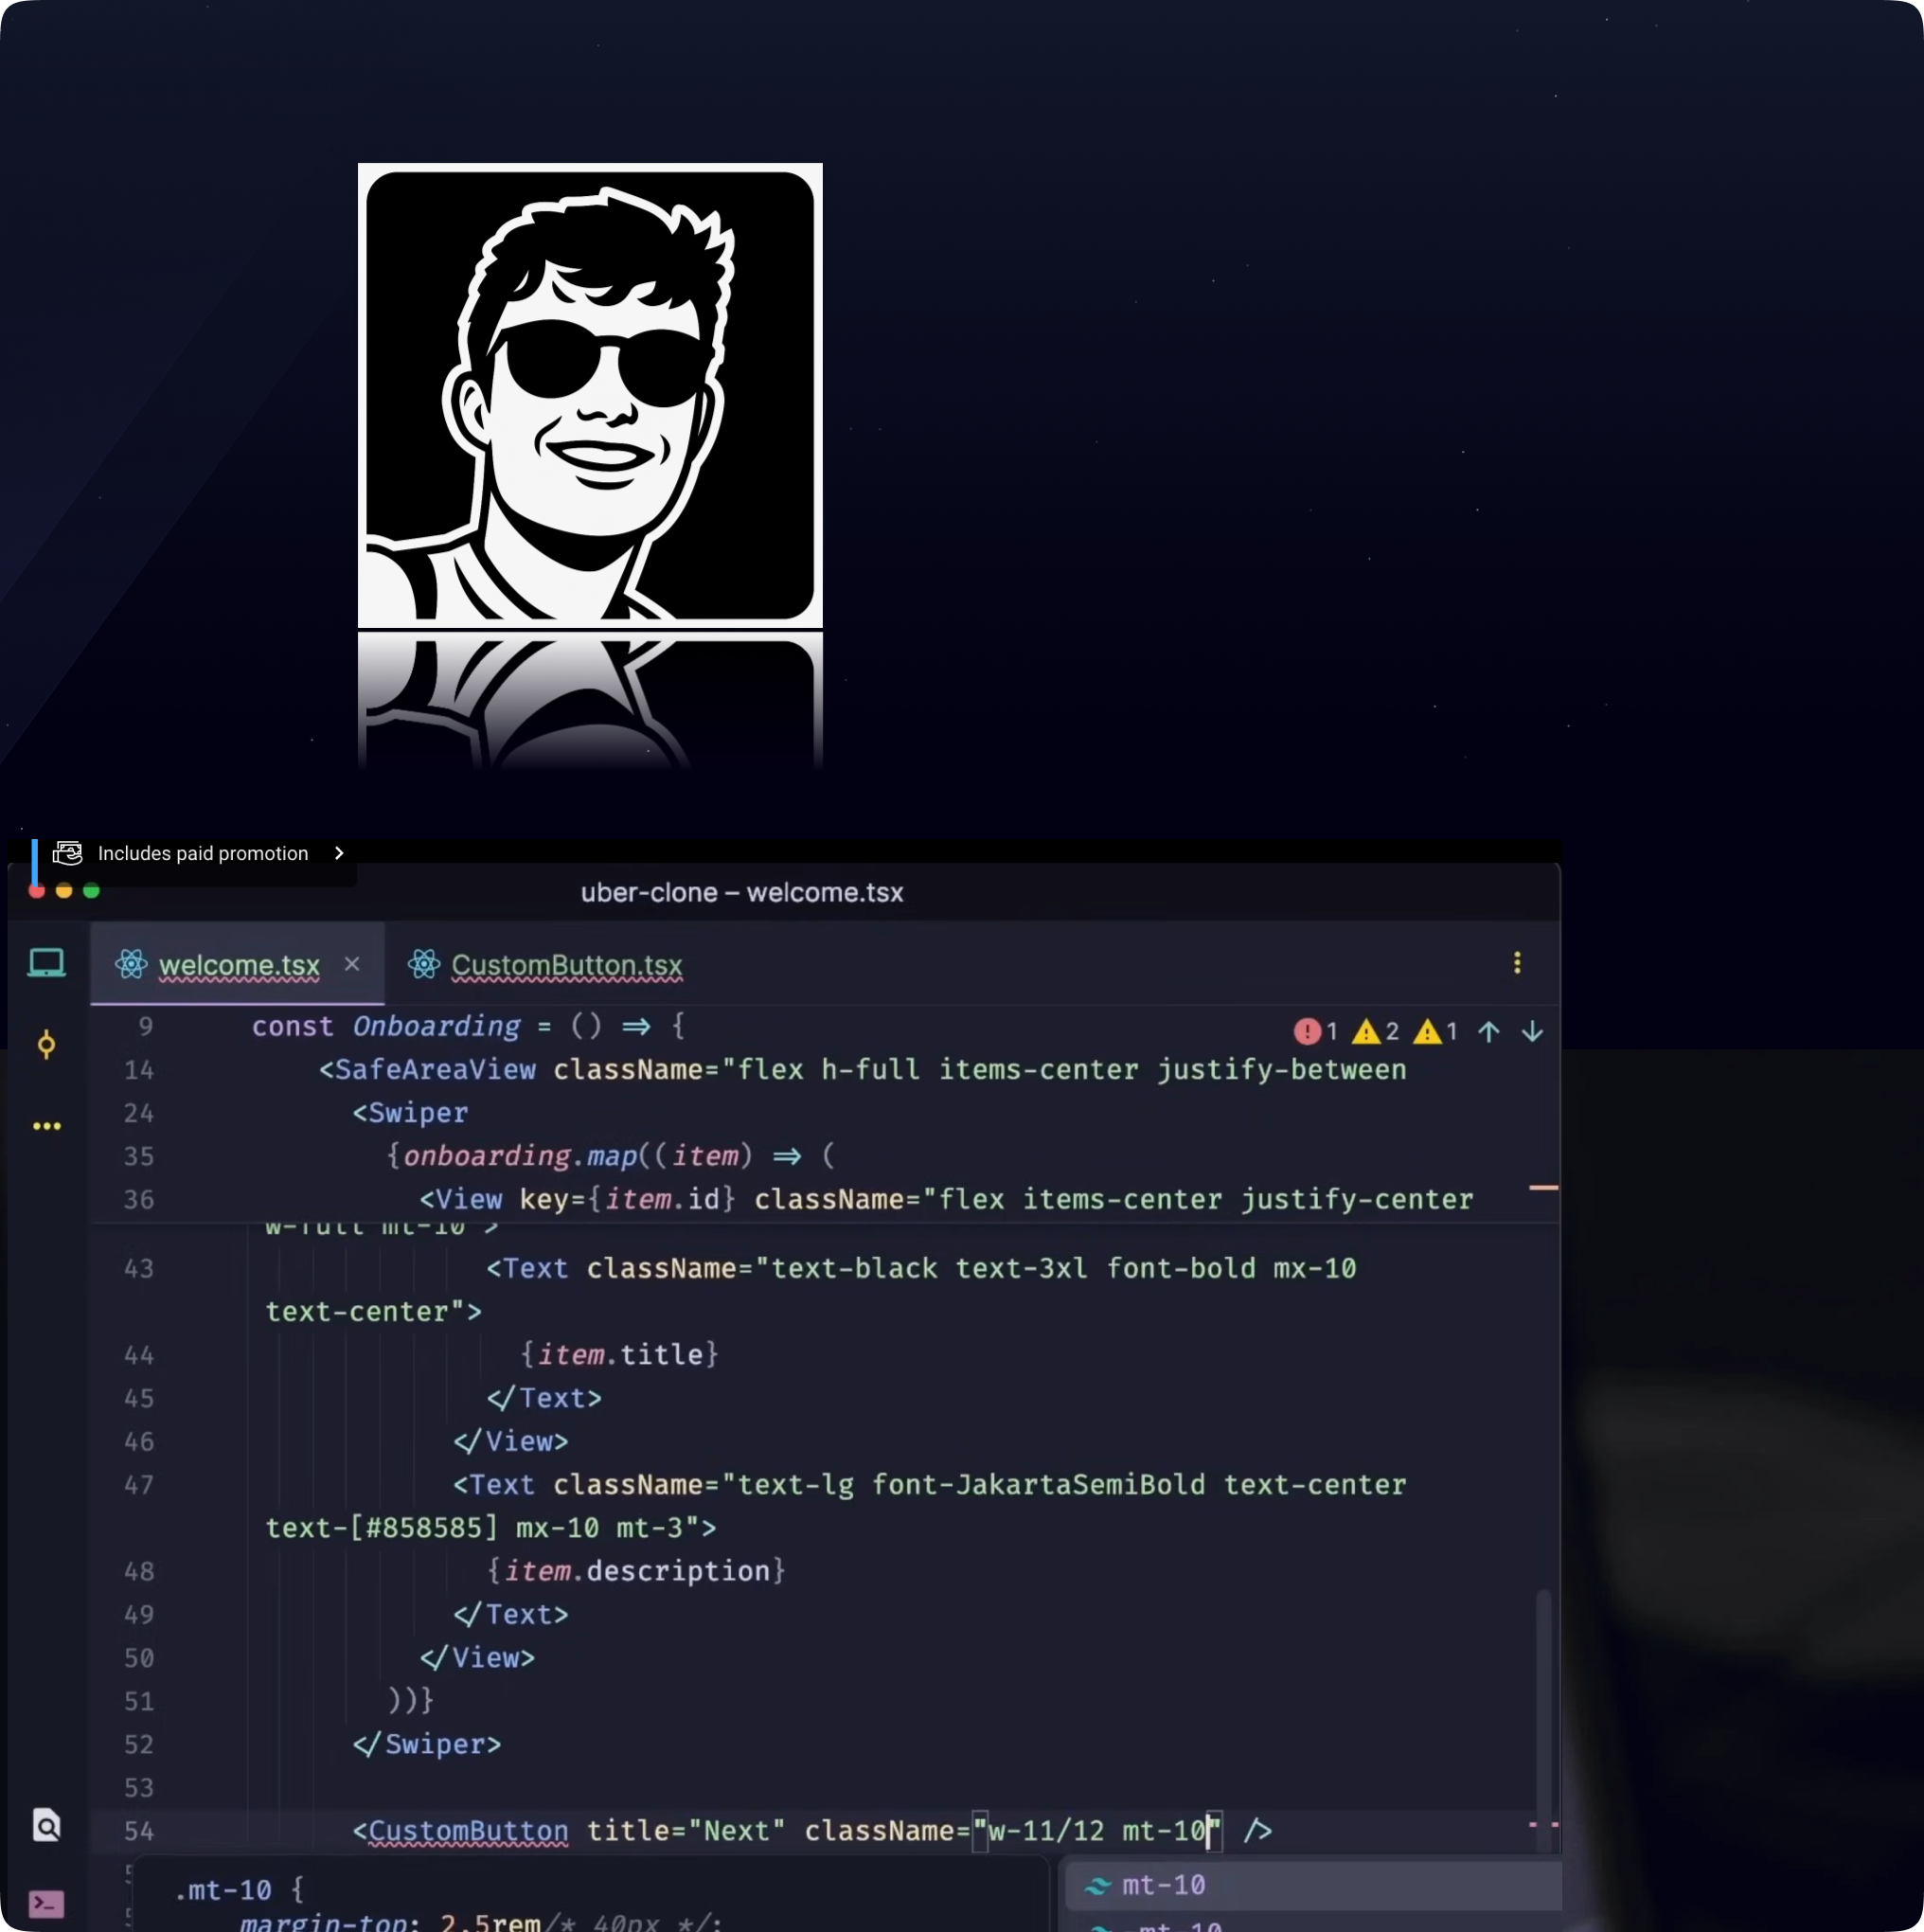 Includes paid promotion
uber-clone – welcome.tsx
welcome.tsx ×
CustomButton.tsx
1 2 1
9 const Onboarding = () => {
14 <SafeAreaView className="flex h-full items-center justify-between
24 <Swiper
35 {onboarding.map((item) => (
36 <View key={item.id} className="flex items-center justify-center
w-full mt-10">
43 <Text className="text-black text-3xl font-bold mx-10
text-center">
44 {item.title}
45 </Text>
46 </View>
47 <Text className="text-lg font-JakartaSemiBold text-center
text-[#858585] mx-10 mt-3">
48 {item.description}
49 </Text>
50 </View>
51 ))}
52 </Swiper>
53
54 <CustomButton title="Next" className="w-11/12 mt-10" />
.mt-10 {
margin-top: 2.5rem/* 40px */;
mt-10
-mt-10